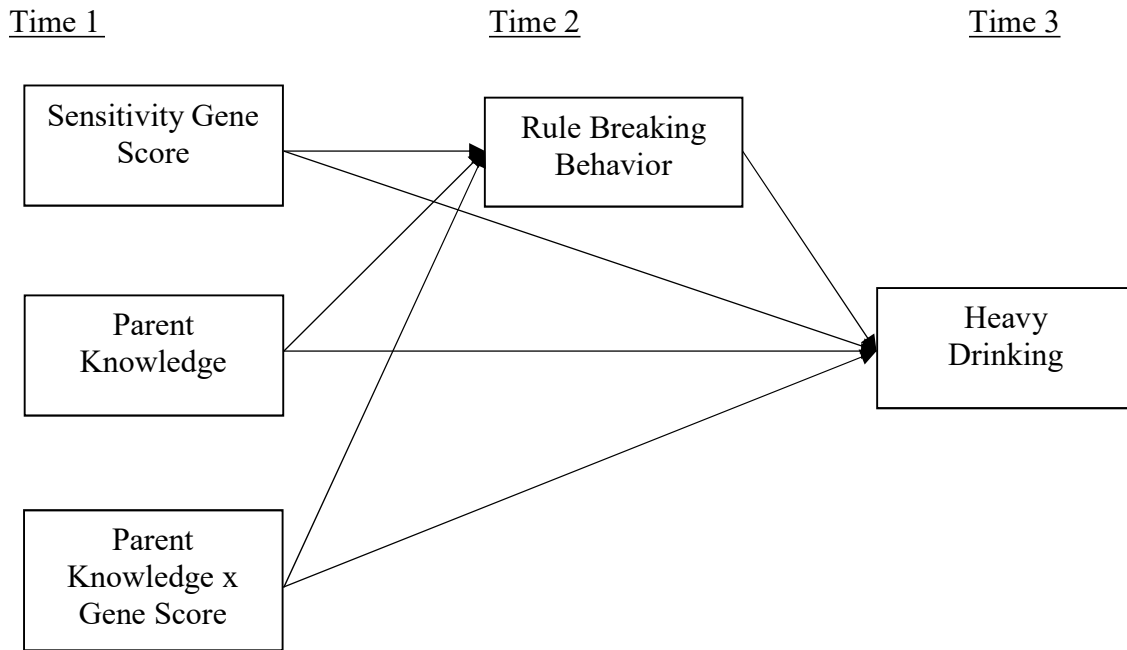 Time 1
Time 2
Time 3
Sensitivity Gene
Score
Rule Breaking
Behavior
Parent
Knowledge
Heavy
Drinking
Parent
Knowledge x
Gene Score